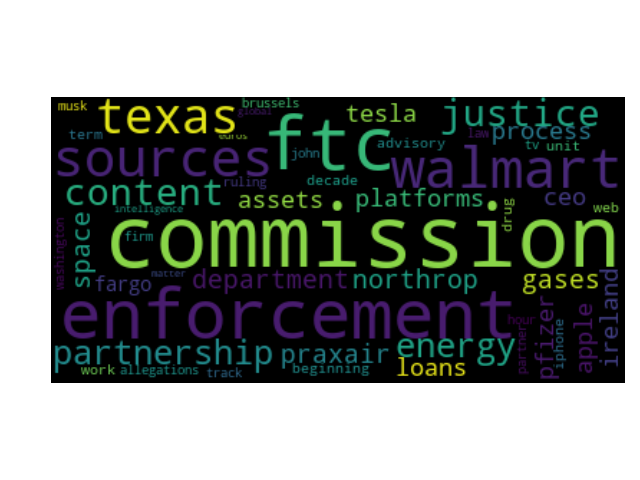 musk texas brussels global tesla justice
term euros ftc john advisory law process tv unit
sources ruling decade walmart
content assets platforms drug ceo web
intelligence
space firm commission
washington fargo matter department northrop gases
enforcement hour pfizer iphone apple ireland
partnership praxair energy partner
work allegations track beginning loans